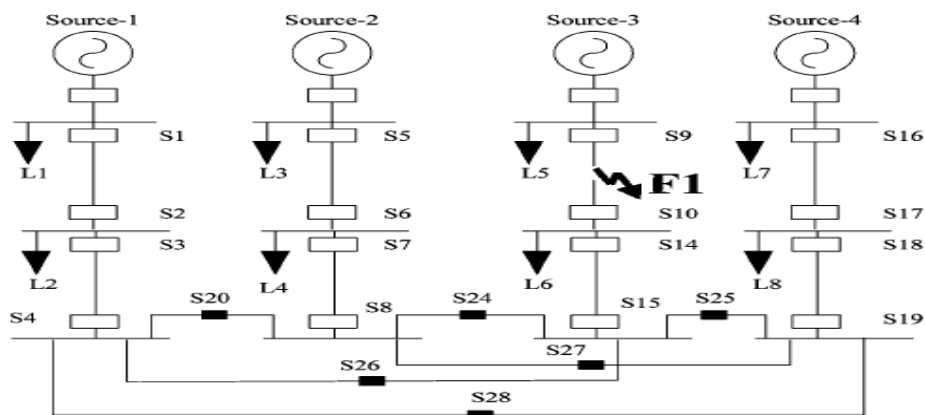 Source-1 Source-2 Source-3 Source-4
S1 S5 S9 S16
L1 L3 L5 L7
F1
S2 S6 S10 S17
S3 S7 S14 S18
L2 L4 L6 L8
S20 S24 S25
S4 S8 S15 S19
S27
S26
S28